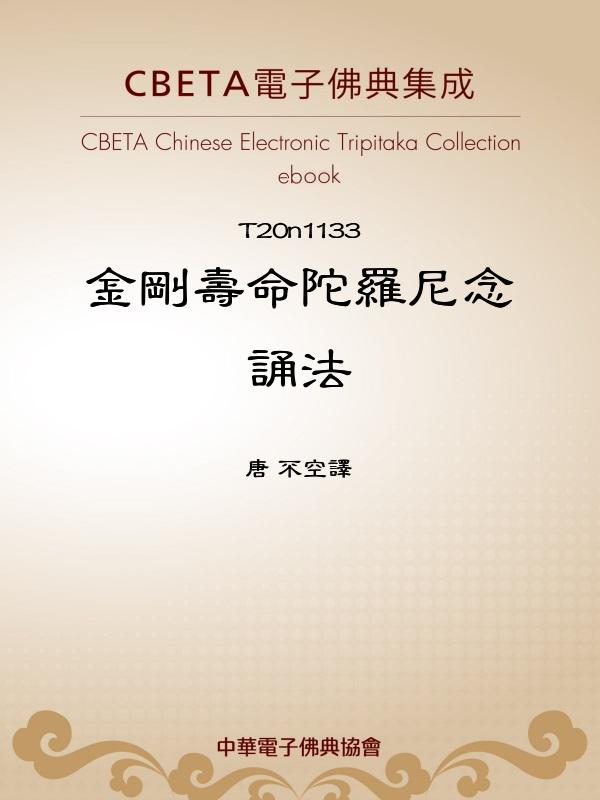 CBETA電子佛典集成
CBETA Chinese Electronic Tripitaka Collection
ebook
T20n1133
金剛壽命陀羅尼念
誦法
唐 不空譯
中華電子佛典協會